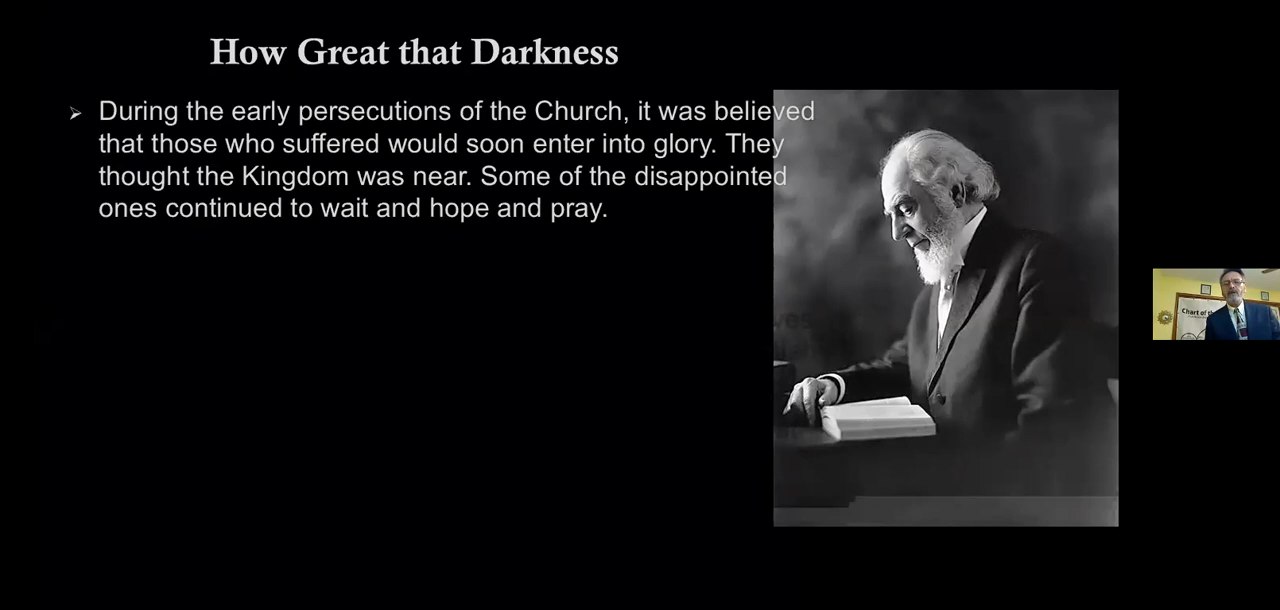 How Great that Darkness
During the early persecutions of the Church, it was believed
that those who suffered would soon enter into glory. They
thought the Kingdom was near. Some of the disappointed
ones continued to wait and hope and pray.
Chart of